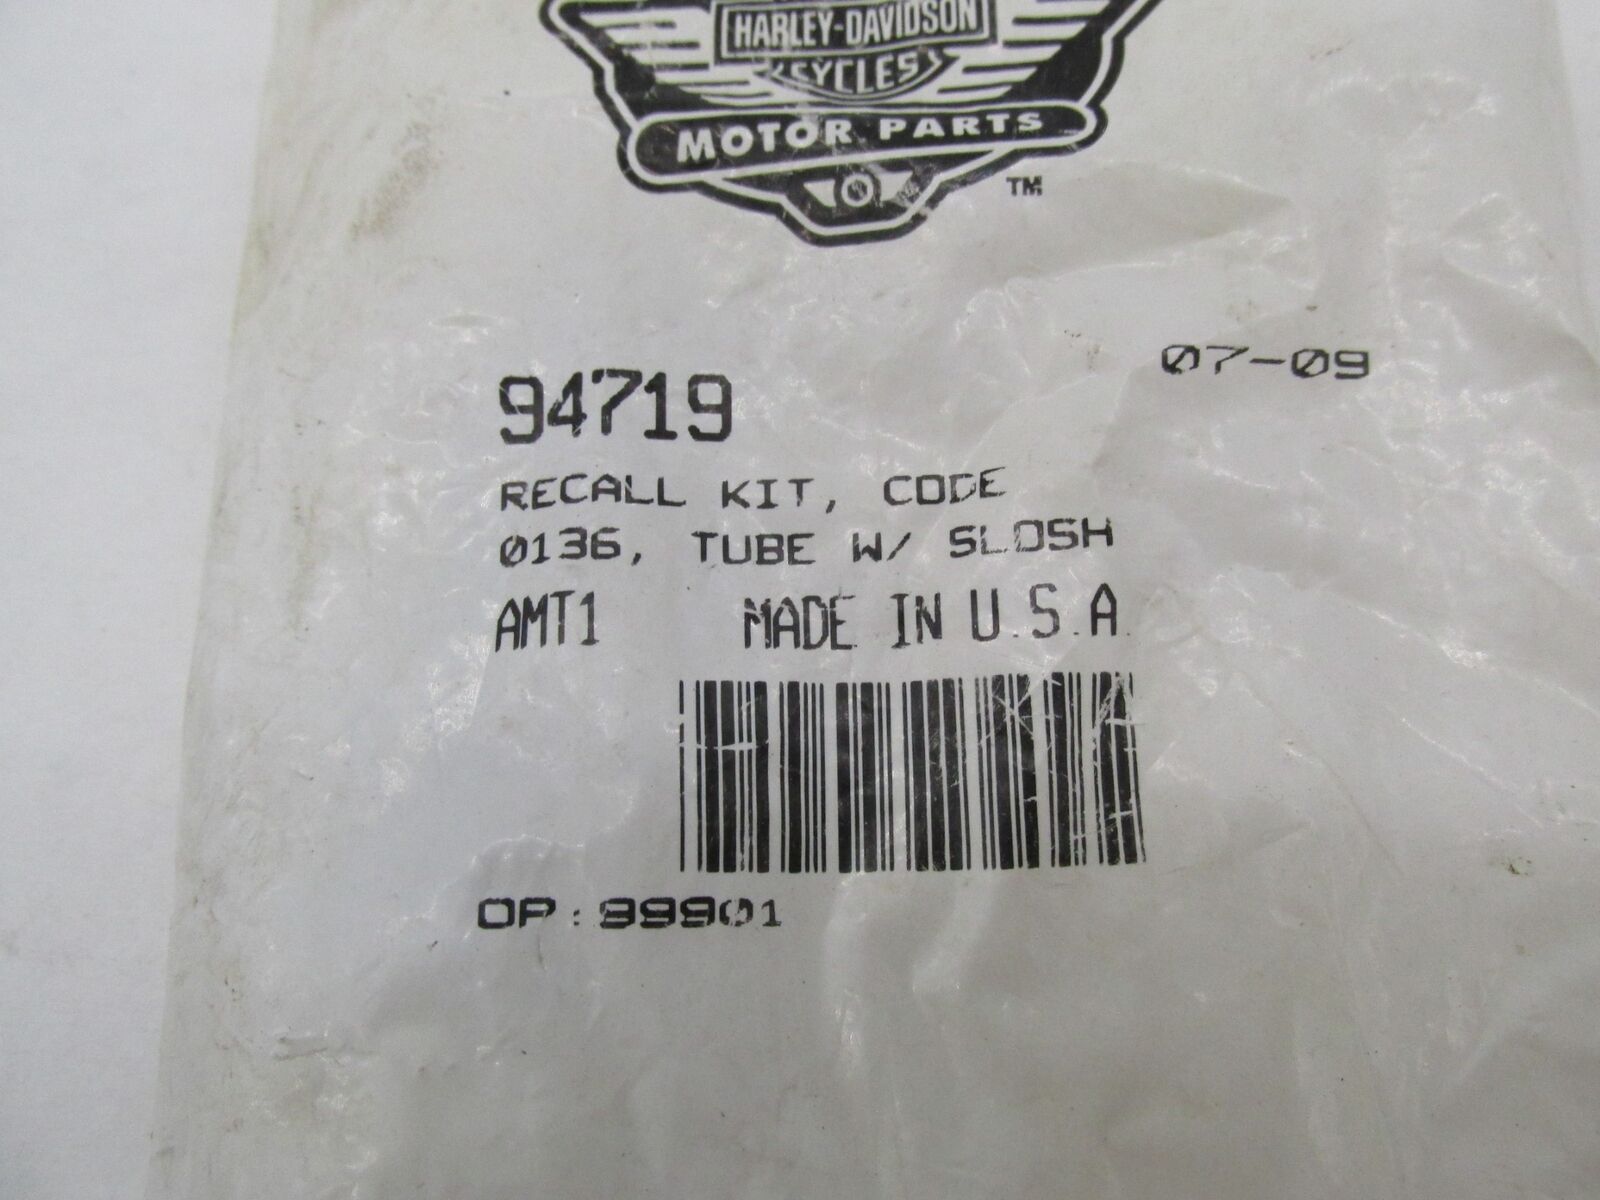 HARLEY-DAVIDSON
CYCLES
MOTOR PARTS
TM
07-09
94719
RECALL KIT, CODE
0136, TUBE W/ SLOSH
AMT1 MADE IN U.S.A.
OP: 99901